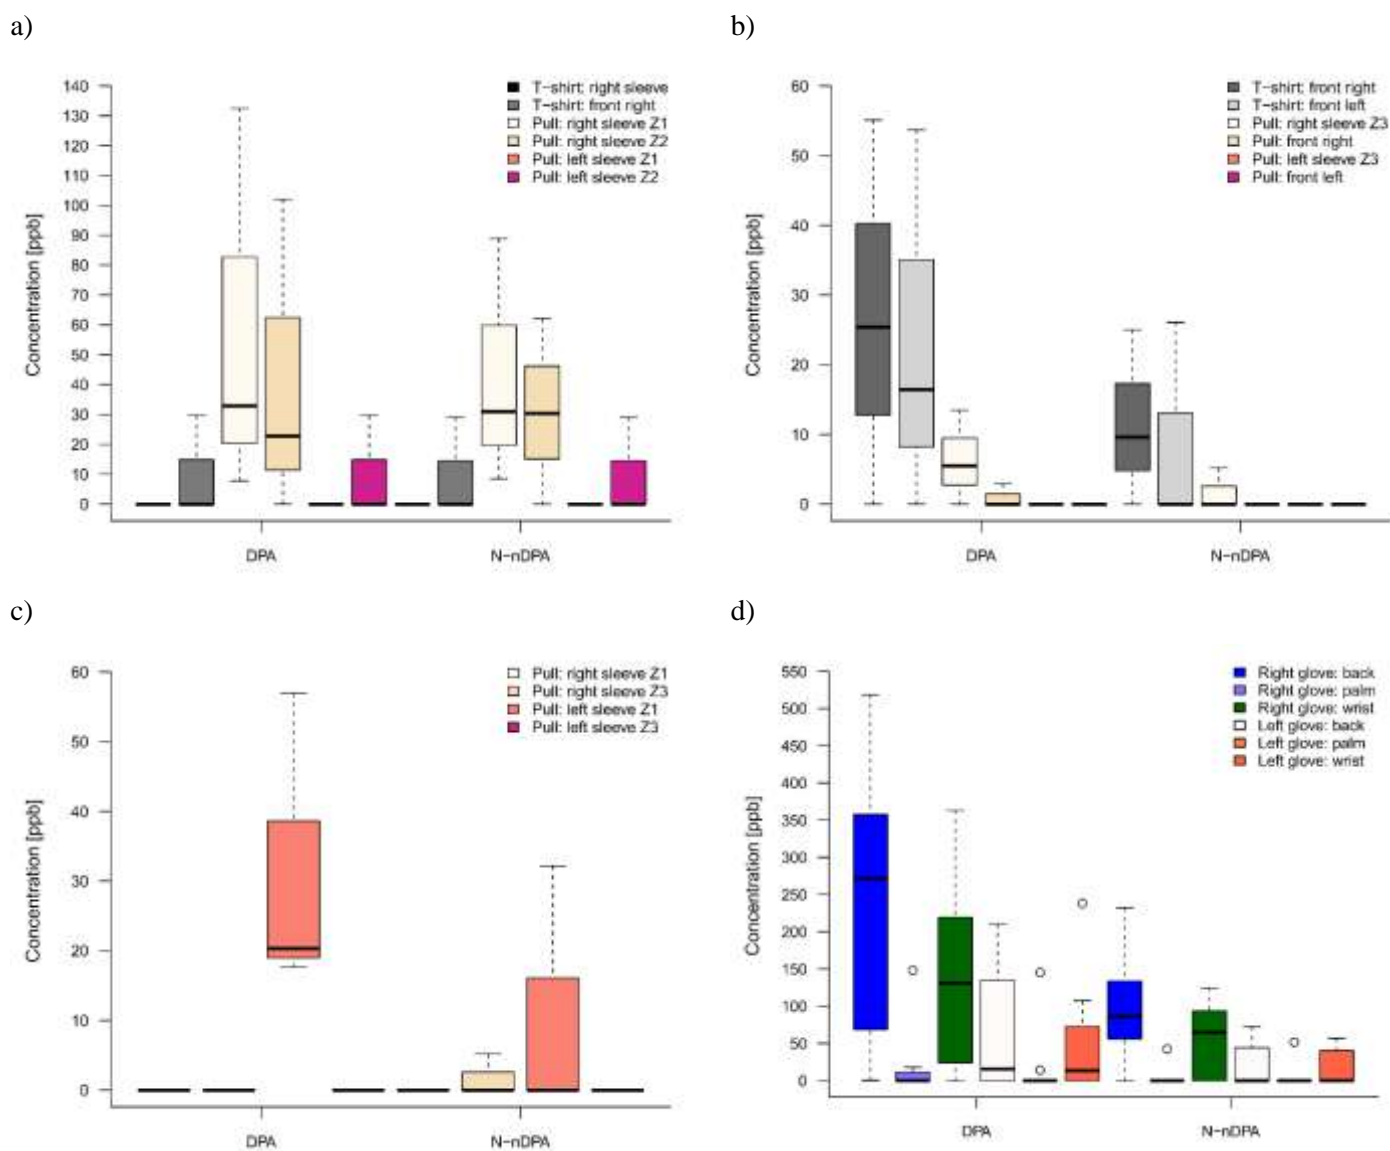 a)
140
130
120
110
100
90
80
70
60
50
40
30
20
10
0
Concentration [ppb]
DPA
N−nDPA
T−shirt: right sleeve
T−shirt: front right
Pull: right sleeve Z1
Pull: right sleeve Z2
Pull: left sleeve Z1
Pull: left sleeve Z2
b)
60
50
40
30
20
10
0
Concentration [ppb]
DPA
N−nDPA
T−shirt: front right
T−shirt: front left
Pull: right sleeve Z3
Pull: front right
Pull: left sleeve Z3
Pull: front left
c)
60
50
40
30
20
10
0
Concentration [ppb]
DPA
N−nDPA
Pull: right sleeve Z1
Pull: right sleeve Z3
Pull: left sleeve Z1
Pull: left sleeve Z3
d)
550
500
450
400
350
300
250
200
150
100
50
0
Concentration [ppb]
DPA
N−nDPA
Right glove: back
Right glove: palm
Right glove: wrist
Left glove: back
Left glove: palm
Left glove: wrist